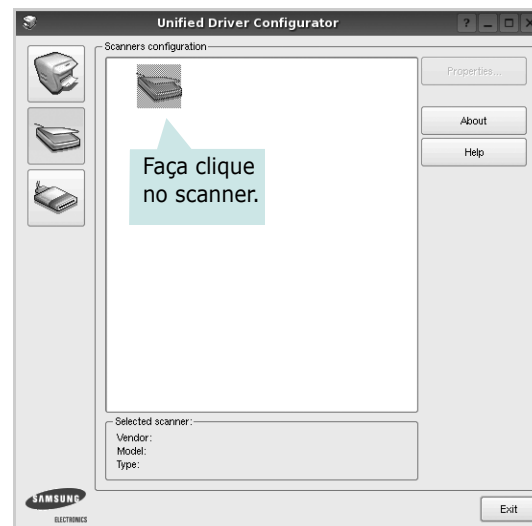 Unified Driver Configurator
Scanners configuration
Properties...
About
Help
Faça clique
no scanner.
Selected scanner:
Vendor:
Model:
Type:
SAMSUNG
ELECTRONICS
Exit